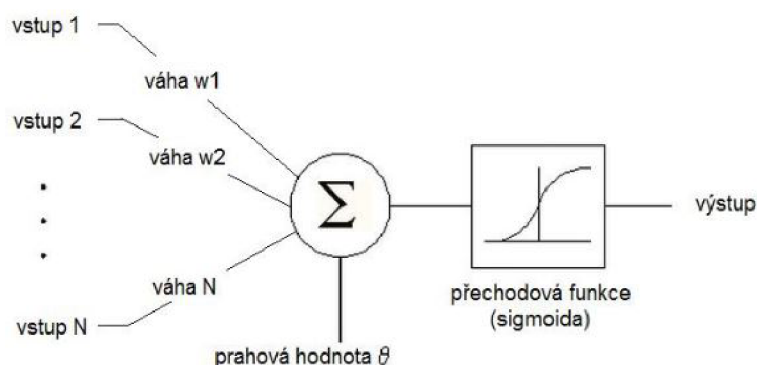 vstup 1
váha w1
vstup 2
váha w2
Σ
výstup
váha N
vstup N
přechodová funkce
(sigmoida)
prahová hodnota θ